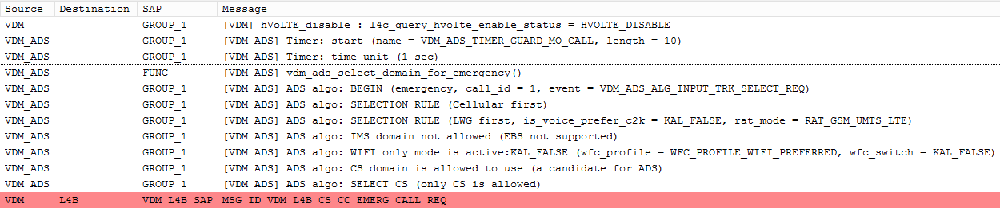 Source Destination SAP Message
VDM GROUP_1 [VDM] hVoLTE_disable : l4c_query_hvolte_enable_status = HVOLTE_DISABLE
VDM_ADS GROUP_1 [VDM ADS] Timer: start (name = VDM_ADS_TIMER_GUARD_MO_CALL, length = 10)
VDM_ADS GROUP_1 [VDM ADS] Timer: time unit (1 sec)
VDM_ADS FUNC [VDM ADS] vdm_ads_select_domain_for_emergency()
VDM_ADS GROUP_1 [VDM ADS] ADS algo: BEGIN (emergency, call_id = 1, event = VDM_ADS_ALG_INPUT_TRK_SELECT_REQ)
VDM_ADS GROUP_1 [VDM ADS] ADS algo: SELECTION RULE (Cellular first)
VDM_ADS GROUP_1 [VDM ADS] ADS algo: SELECTION RULE (LWG first, is_voice_prefer_c2k = KAL_FALSE, rat_mode = RAT_GSM_UMTS_LTE)
VDM_ADS GROUP_1 [VDM ADS] ADS algo: IMS domain not allowed (EBS not supported)
VDM_ADS GROUP_1 [VDM ADS] ADS algo: WIFI only mode is active:KAL_FALSE (wfc_profile = WFC_PROFILE_WIFI_PREFERRED, wfc_switch = KAL_FALSE)
VDM_ADS GROUP_1 [VDM ADS] ADS algo: CS domain is allowed to use (a candidate for ADS)
VDM_ADS GROUP_1 [VDM ADS] ADS algo: SELECT CS (only CS is allowed)
VDM L4B VDM_L4B_SAP MSG_ID_VDM_L4B_CS_CC_EMERG_CALL_REQ